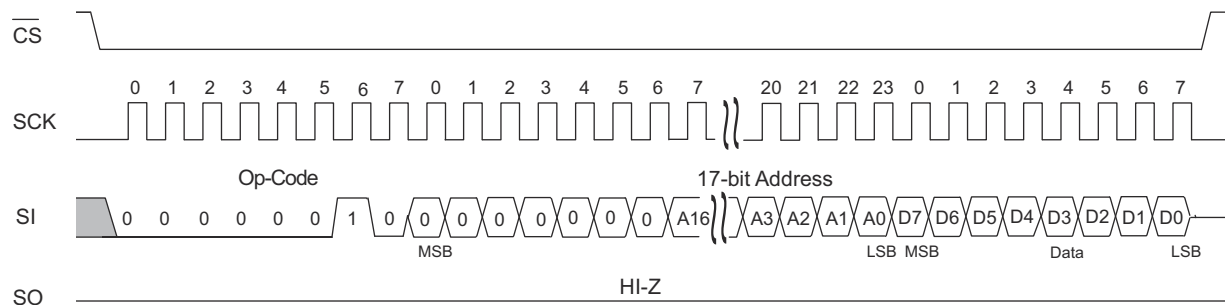 CS
0 1 2 3 4 5 6 7 0 1 2 3 4 5 6 7 20 21 22 23 0 1 2 3 4 5 6 7
SCK
Op-Code 17-bit Address
SI 0 0 0 0 0 0 1 0 0 0 0 0 0 0 0 A16 A3 A2 A1 A0 D7 D6 D5 D4 D3 D2 D1 D0
MSB LSB MSB Data LSB
HI-Z
SO